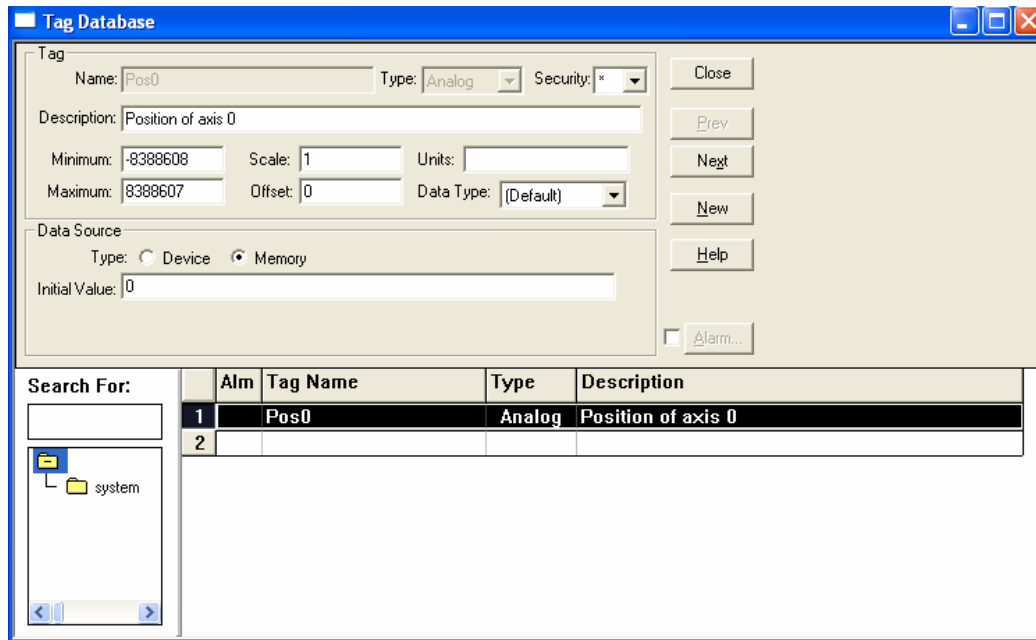 Tag Database
Tag
Name: Pos0 Type: Analog Security: *
Close
Description: Position of axis 0
Prev
Minimum: -8388608 Scale: 1 Units:
Next
Maximum: 8388607 Offset: 0 Data Type: (Default)
New
Data Source
Type: Device Memory
Help
Initial Value: 0
Alarm...
Search For:
Alm Tag Name Type Description
1 Pos0 Analog Position of axis 0
2
system